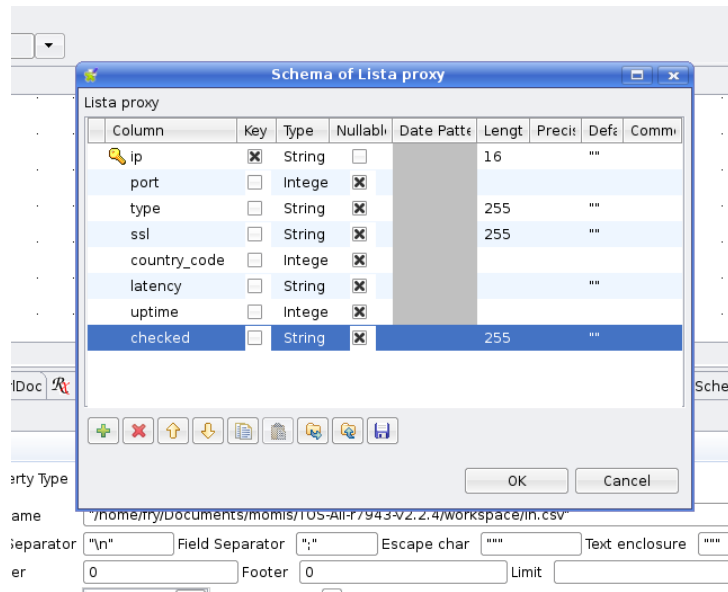 Schema of Lista proxy
Lista proxy
Column Key Type Nullabl Date Patte Lengt Precis Defa Comm
ip String 16 ""
port Intege
type String 255 ""
ssl String 255 ""
country_code Intege
latency String ""
uptime Intege
checked String 255 ""
rlDoc Sche
OK Cancel
erty Type
ame "/home/fry/Documents/momis/TOS-All-r7943-V2.2.4/workspace/in.csv"
Separator "\n" Field Separator ";" Escape char """ Text enclosure """
er 0 Footer 0 Limit